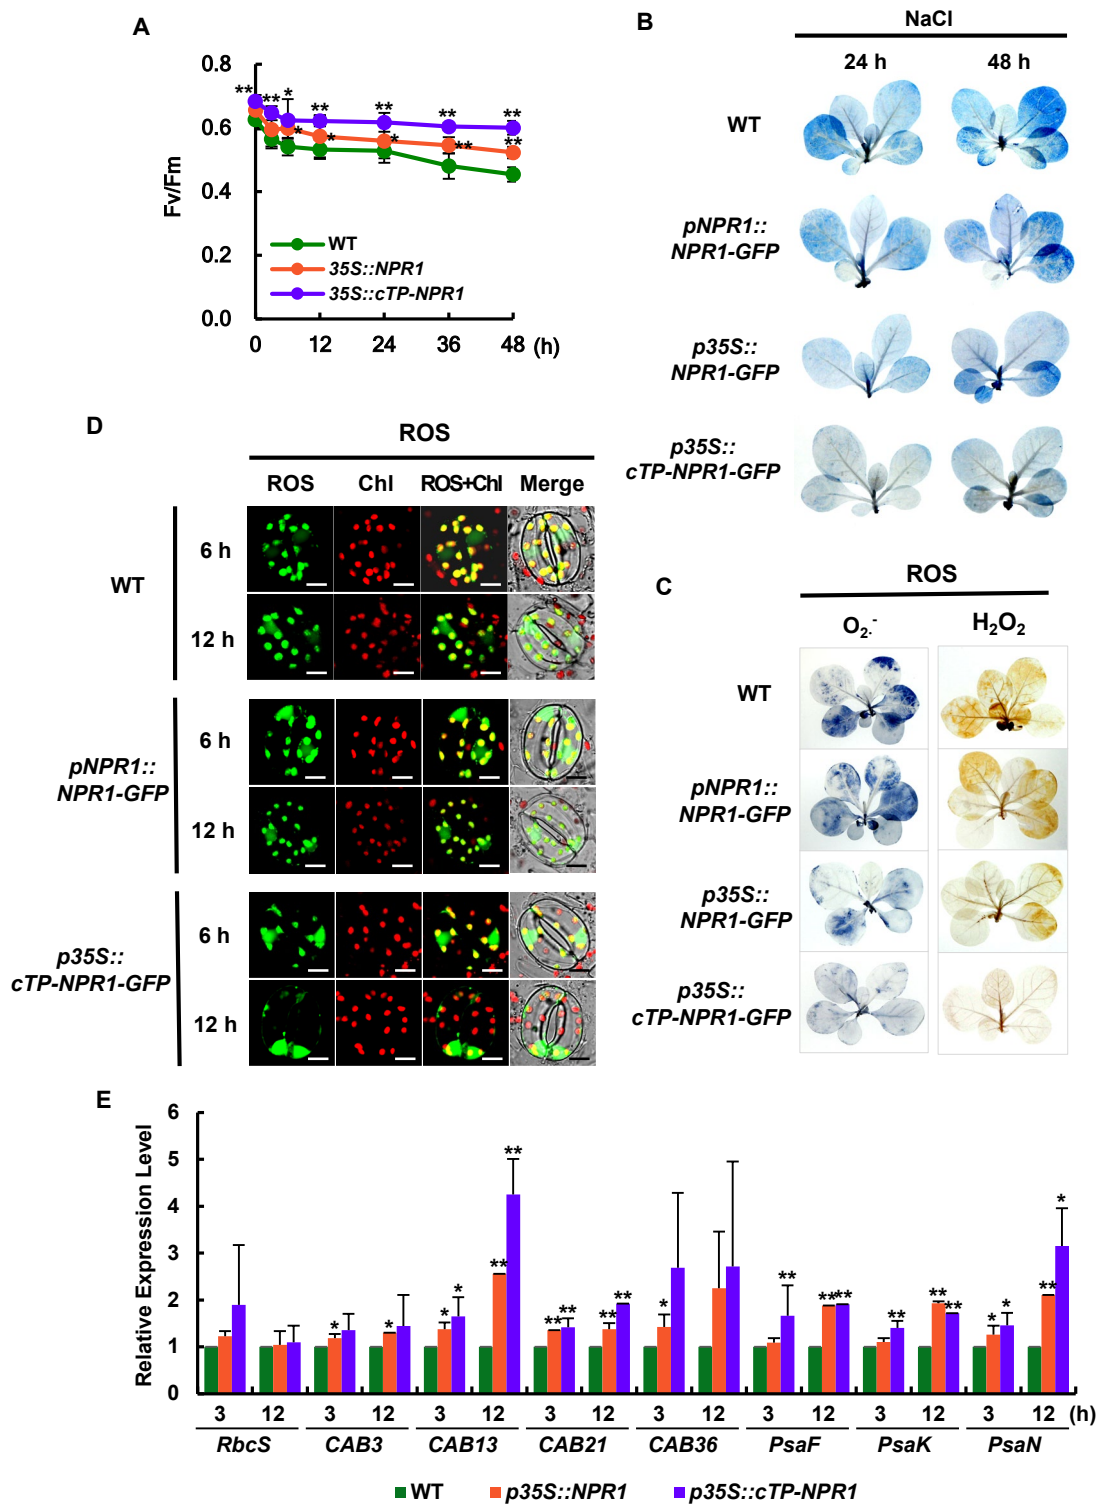 A
0.8
0.6
0.4
0.2
0.0
Fv/Fm
** ** * ** ** ** **
* * * ** **
WT
35S::NPR1
35S::cTP-NPR1
0 12 24 36 48 (h)
B
NaCl
24 h 48 h
WT
pNPR1::
NPR1-GFP
p35S::
NPR1-GFP
p35S::
cTP-NPR1-GFP
C
ROS
O2.- H2O2
WT
pNPR1::
NPR1-GFP
p35S::
NPR1-GFP
p35S::
cTP-NPR1-GFP
D
ROS
ROS Chl ROS+Chl Merge
WT
6 h
12 h
pNPR1::
NPR1-GFP
6 h
12 h
p35S::
cTP-NPR1-GFP
6 h
12 h
E
Relative Expression Level
6
5
4
3
2
1
0
* * * * ** ** ** ** ** ** * ** ** ** ** ** ** * * ** *
3 12 3 12 3 12 3 12 3 12 3 12 3 12 3 12 (h)
RbcS CAB3 CAB13 CAB21 CAB36 PsaF PsaK PsaN
WT p35S::NPR1 p35S::cTP-NPR1